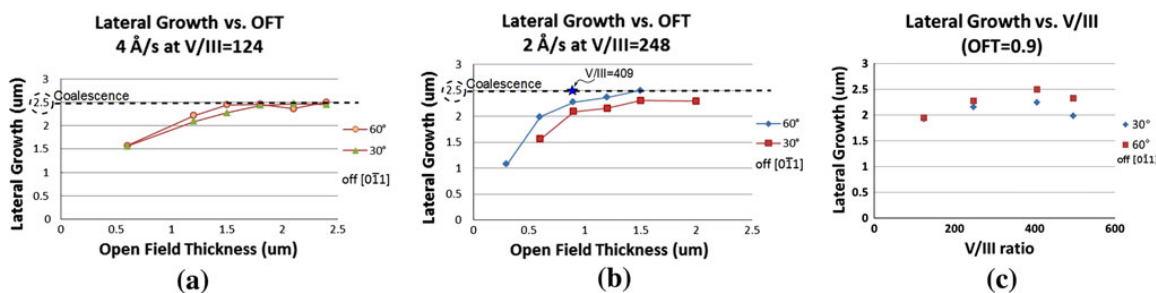 Lateral Growth vs. OFT
4 Å/s at V/III=124
Lateral Growth (um)
3
2.5
2
1.5
1
0.5
0
Coalescence
0
0.5
1
1.5
2
2.5
Open Field Thickness (um)
60°
30°
off [01̅1]
(a)
Lateral Growth vs. OFT
2 Å/s at V/III=248
Lateral Growth (um)
3
2.5
2
1.5
1
0.5
0
Coalescence
V/III=409
0
0.5
1
1.5
2
2.5
Open Field Thickness (um)
60°
30°
off [01̅1]
(b)
Lateral Growth vs. V/III
(OFT=0.9)
Lateral Growth (um)
3
2.5
2
1.5
1
0.5
0
0
200
400
600
V/III ratio
30°
60°
off [01̅1]
(c)